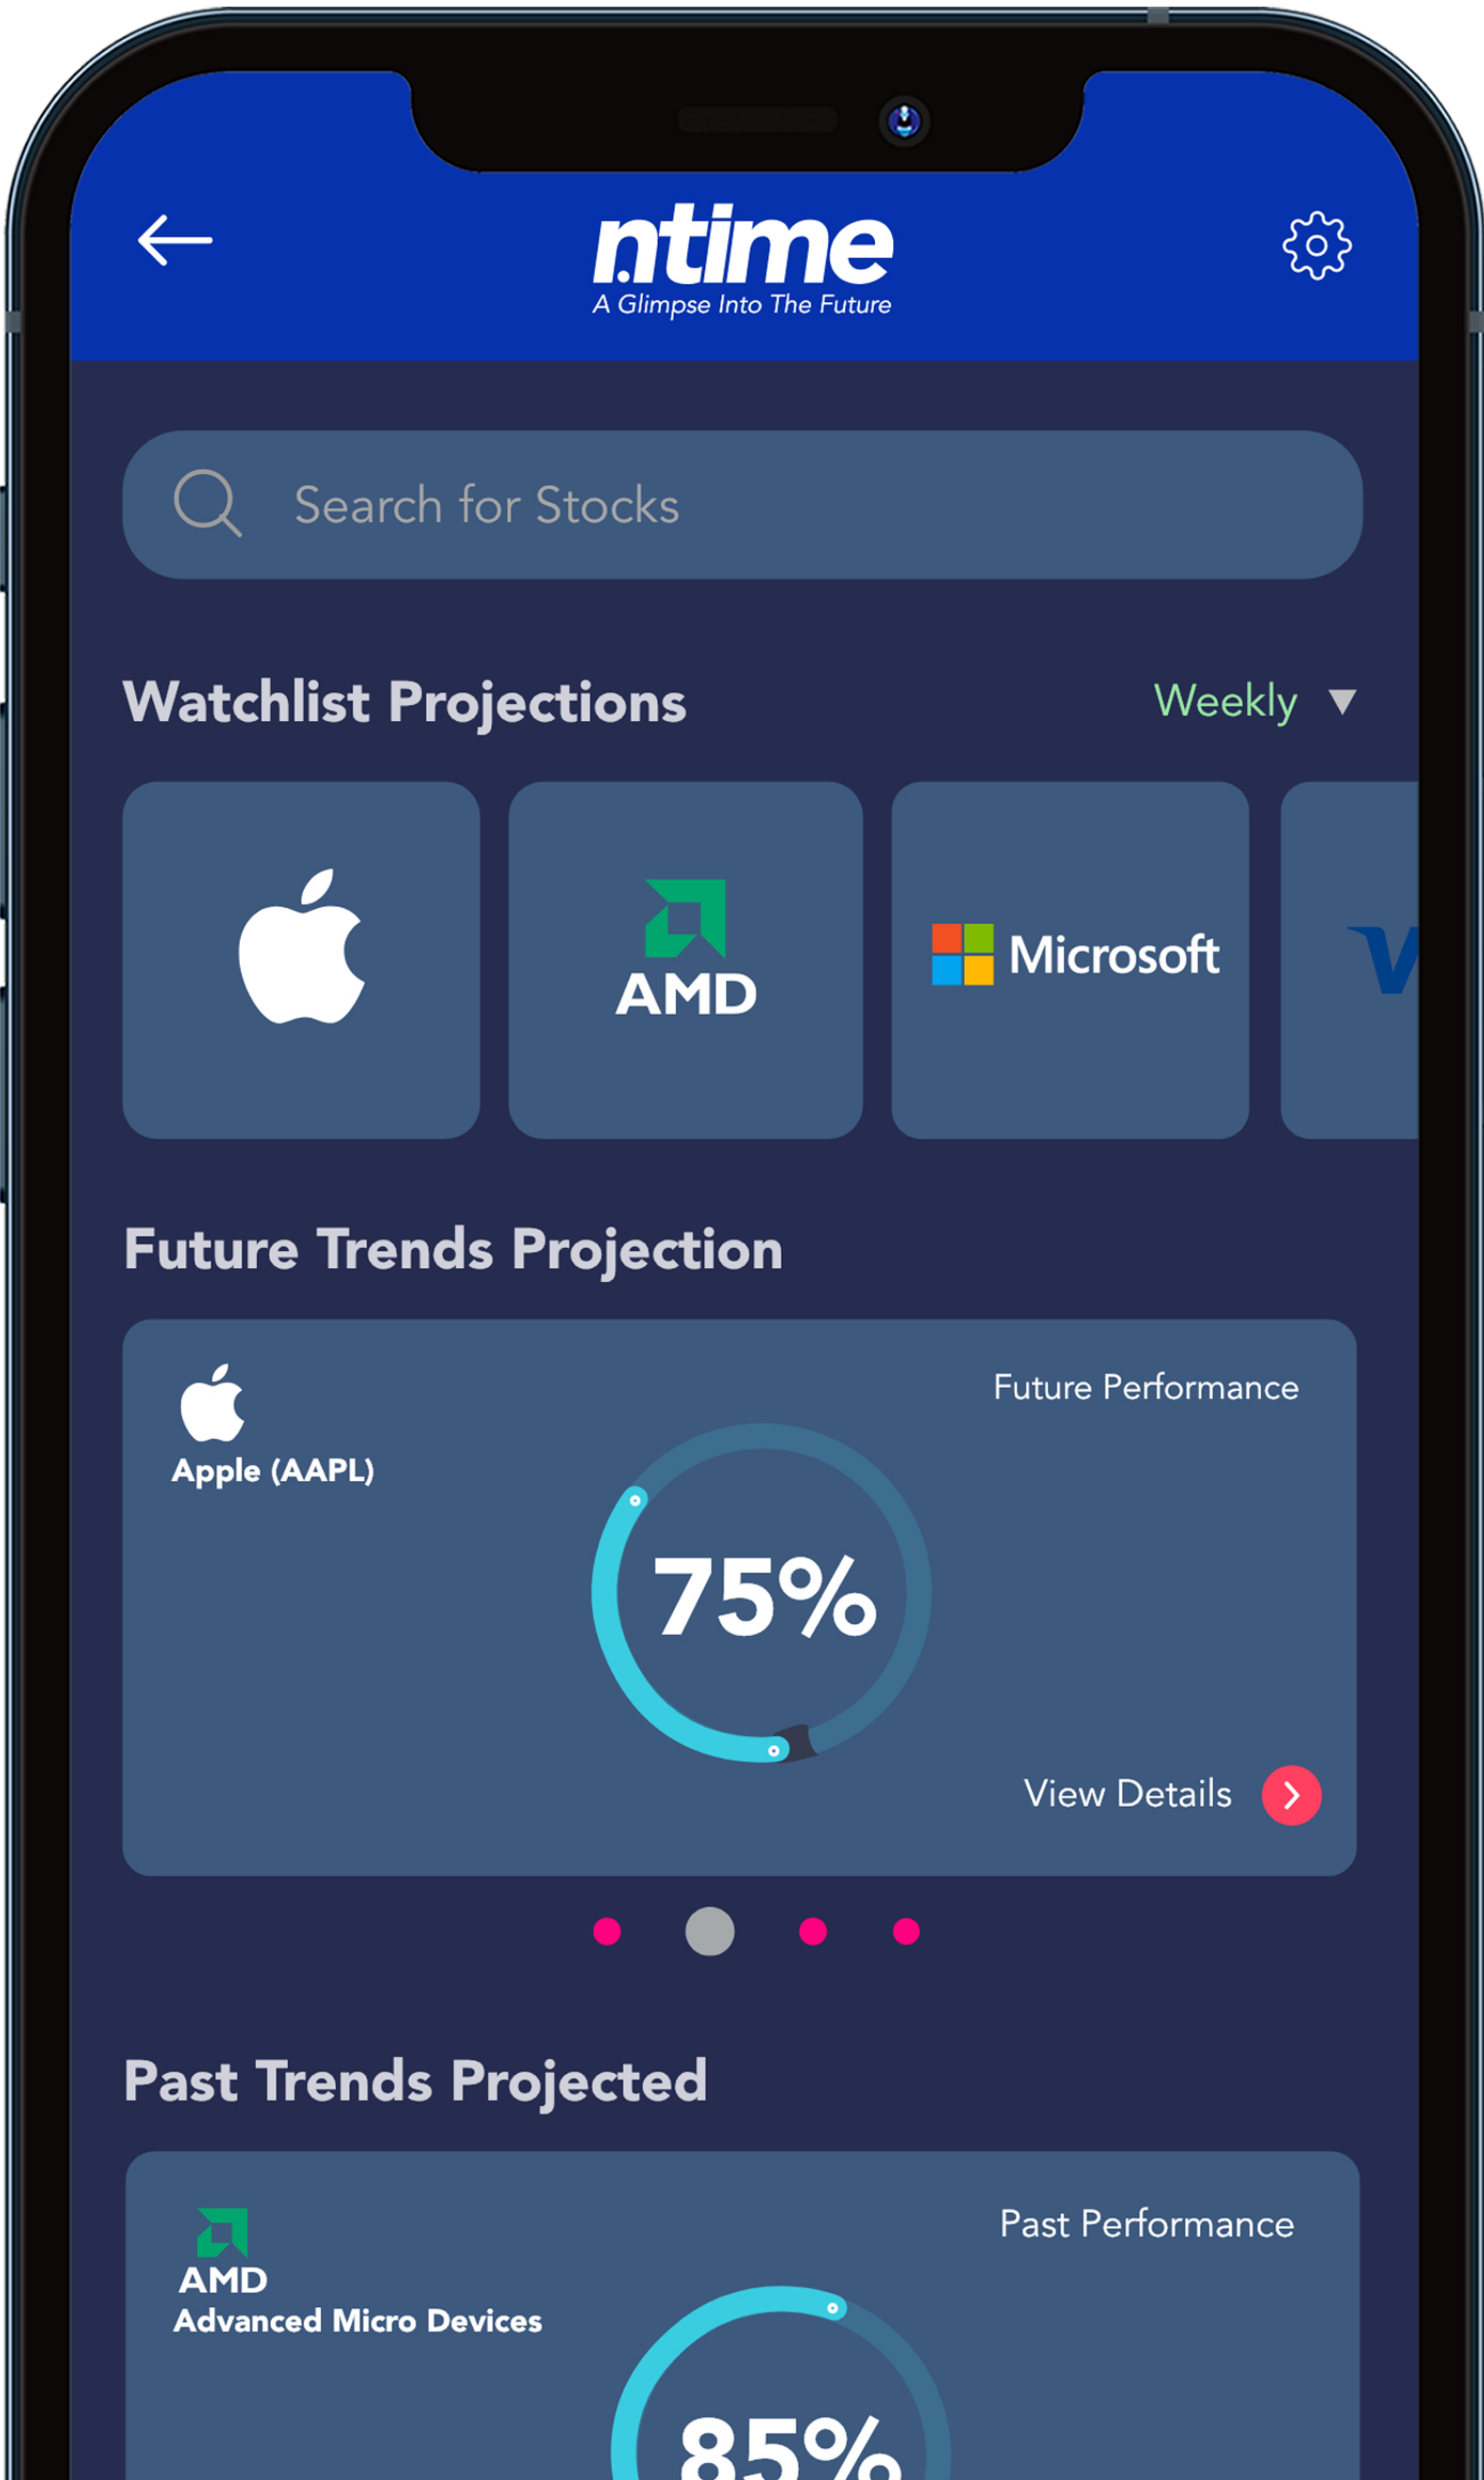 ntime
A Glimpse Into The Future
Search for Stocks
Watchlist Projections
Weekly
AMD
Microsoft
Future Trends Projection
Future Performance
Apple (AAPL)
75%
View Details
Past Trends Projected
Past Performance
AMD
Advanced Micro Devices
85%